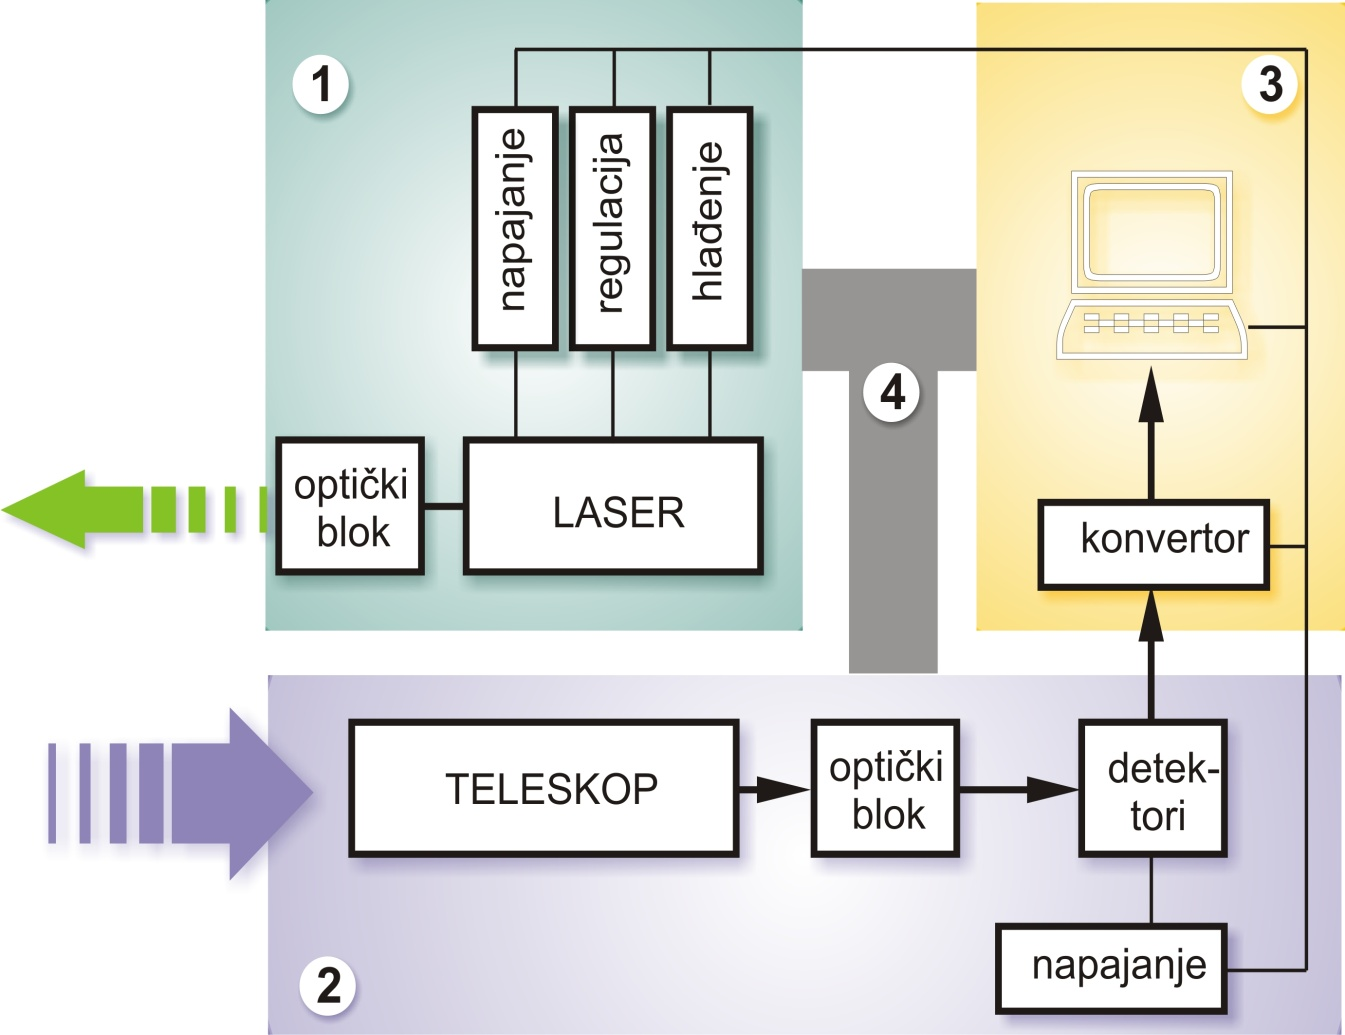 1
3
napajanje
regulacija
hlađenje
4
optički
blok
LASER
konvertor
TELESKOP
optički
blok
detek-
tori
napajanje
2